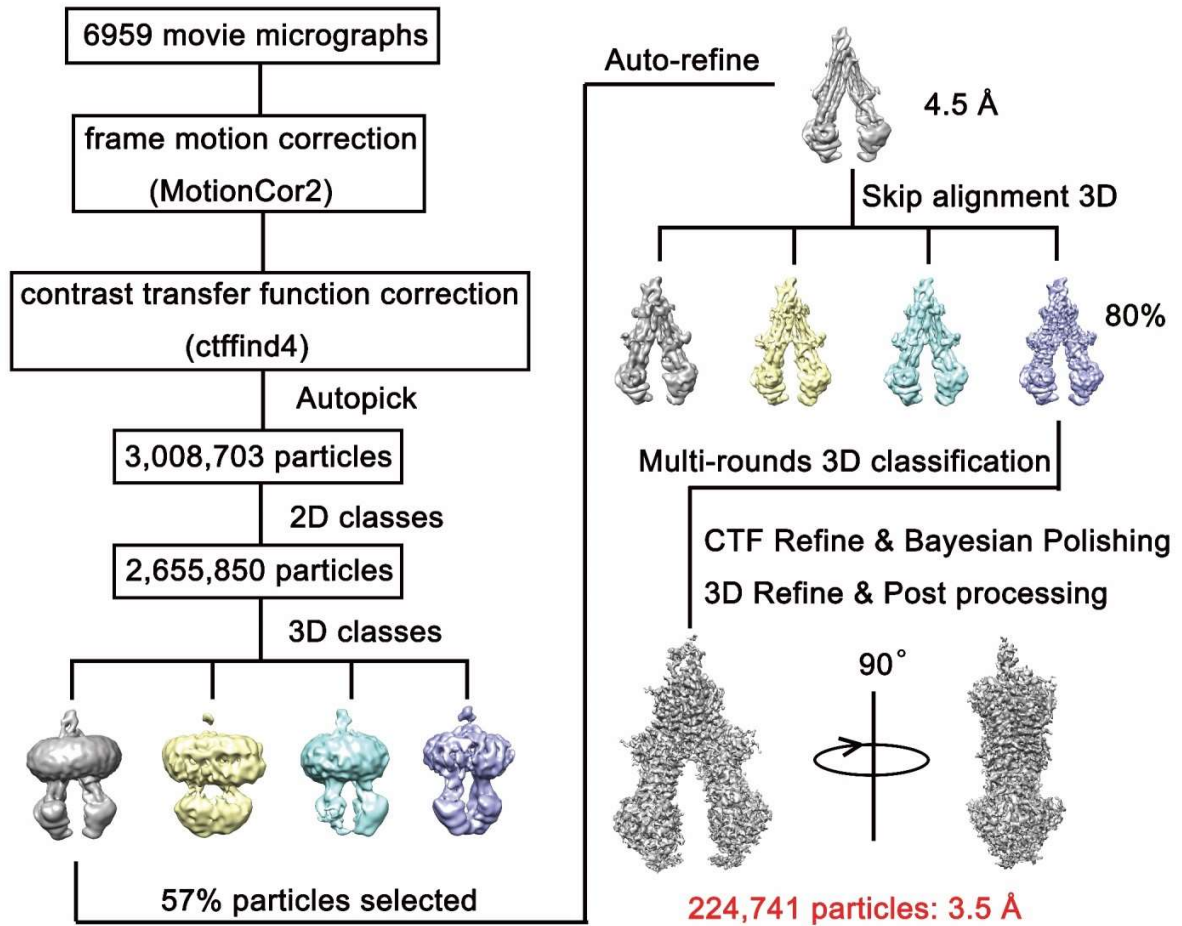 6959 movie micrographs
frame motion correction
(MotionCor2)
contrast transfer function correction
(ctffind4)
Autopick
3,008,703 particles
2D classes
2,655,850 particles
3D classes
57% particles selected
Auto-refine
4.5 Å
Skip alignment 3D
80%
Multi-rounds 3D classification
CTF Refine & Bayesian Polishing
3D Refine & Post processing
90°
224,741 particles: 3.5 Å